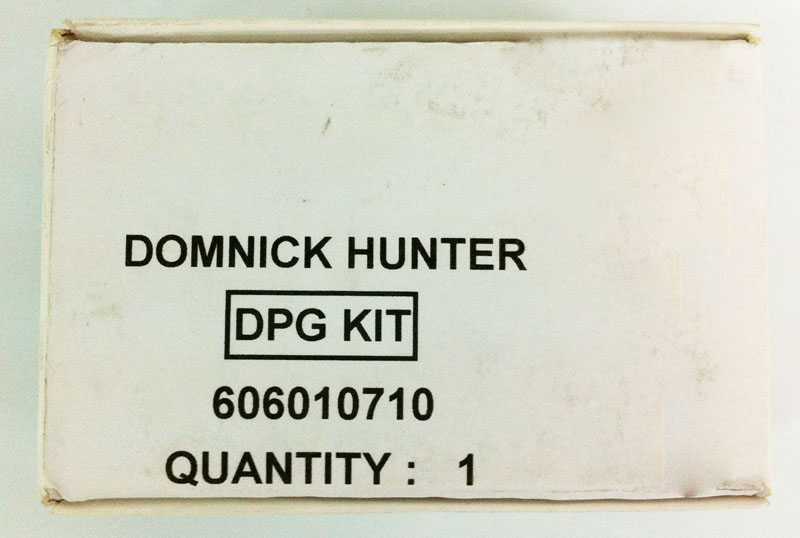 DOMNICK HUNTER
DPG KIT
606010710
QUANTITY : 1